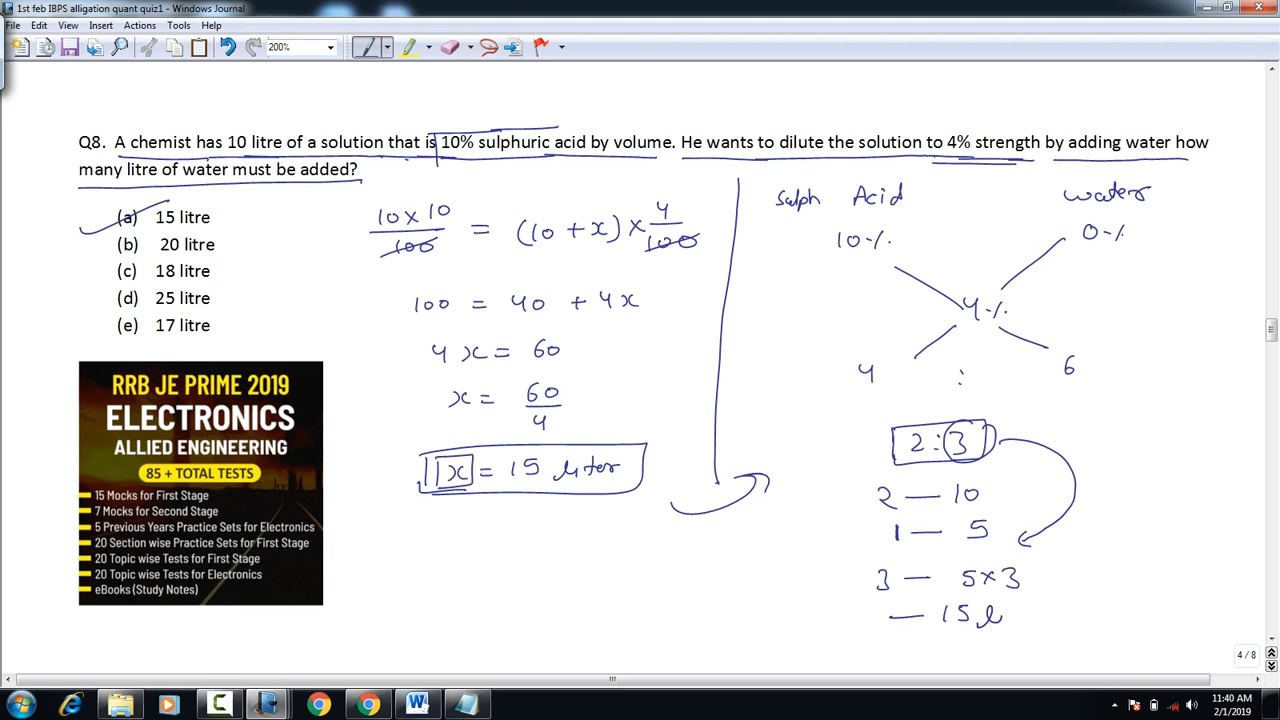 1st feb IBPS alligation quant quiz1 - Windows Journal
File Edit View Insert Actions Tools Help
200%
Q8. A chemist has 10 litre of a solution that is 10% sulphuric acid by volume. He wants to dilute the solution to 4% strength by adding water how
many litre of water must be added?
(a) 15 litre
(b) 20 litre
(c) 18 litre
(d) 25 litre
(e) 17 litre
10 x 10 / 100 = (10 + x) x 4 / 100
100 = 40 + 4x
4x = 60
x = 60 / 4
x = 15 liter
Sulph Acid water
10% 0%
4%
4 : 6
2 : 3
2 — 10
1 — 5
3 — 5x3
— 15 l
RRB JE PRIME 2019
ELECTRONICS
ALLIED ENGINEERING
85 + TOTAL TESTS
15 Mocks for First Stage
7 Mocks for Second Stage
5 Previous Years Practice Sets for Electronics
20 Section wise Practice Sets for First Stage
20 Topic wise Tests for First Stage
20 Topic wise Tests for Electronics
eBooks (Study Notes)
4 / 8
11:40 AM
2/1/2019